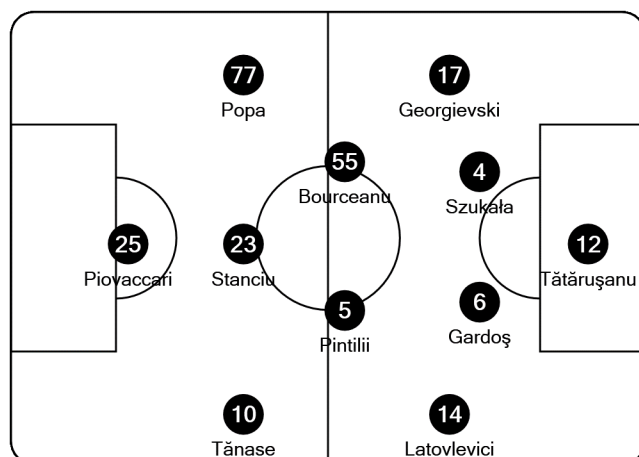 77
Popa
17
Georgievski
55
Bourceanu
4
Szukała
25
Piovaccari
23
Stanciu
12
Tătăruşanu
5
Pintilii
6
Gardoş
10
Tănase
14
Latovlevici